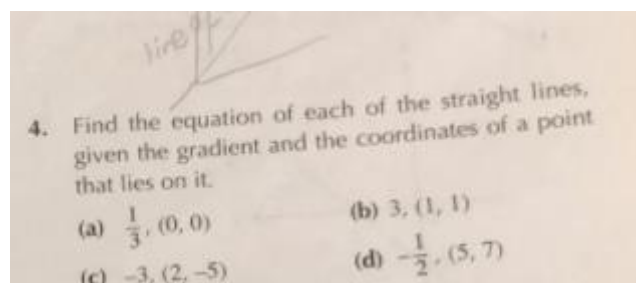 line
4. Find the equation of each of the straight lines,
given the gradient and the coordinates of a point
that lies on it.
(a) 1/3, (0, 0) (b) 3, (1, 1)
(c) -3, (2, -5) (d) -1/2, (5, 7)